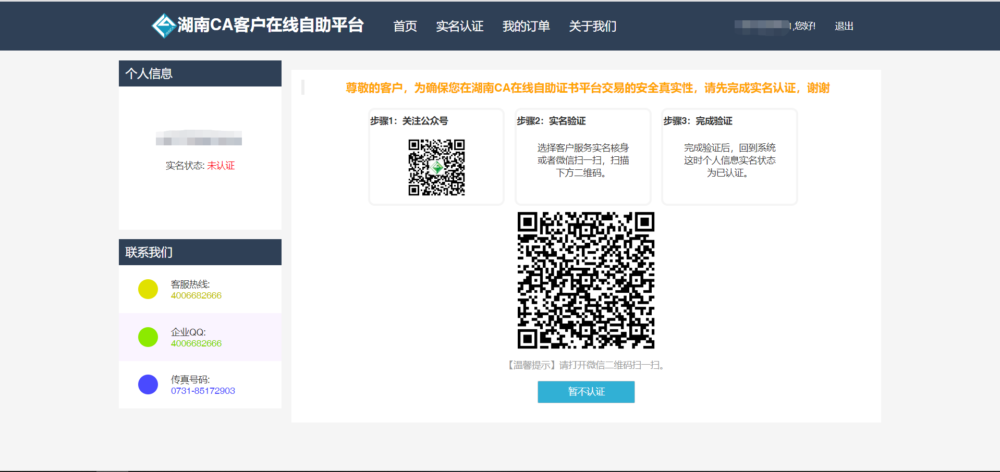 湖南CA客户在线自助平台
首页
实名认证
我的订单
关于我们
,您好!
退出
个人信息
实名状态: 未认证
联系我们
客服热线:
4006682666
企业QQ:
4006682666
传真号码:
0731-85172903
尊敬的客户，为确保您在湖南CA在线自助证书平台交易的安全真实性，请先完成实名认证，谢谢
步骤1：关注公众号
步骤2：实名验证
选择客户服务实名核身
或者微信扫一扫，扫描
下方二维码。
步骤3：完成验证
完成验证后，回到系统
这时个人信息实名状态
为已认证。
【温馨提示】请打开微信二维码扫一扫。
暂不认证